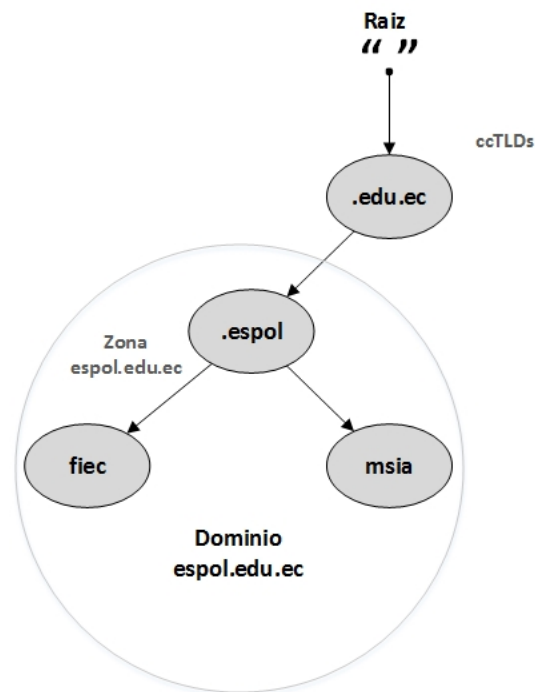 Raiz
“ ”
ccTLDs
.edu.ec
.espol
Zona
espol.edu.ec
fiec
msia
Dominio
espol.edu.ec